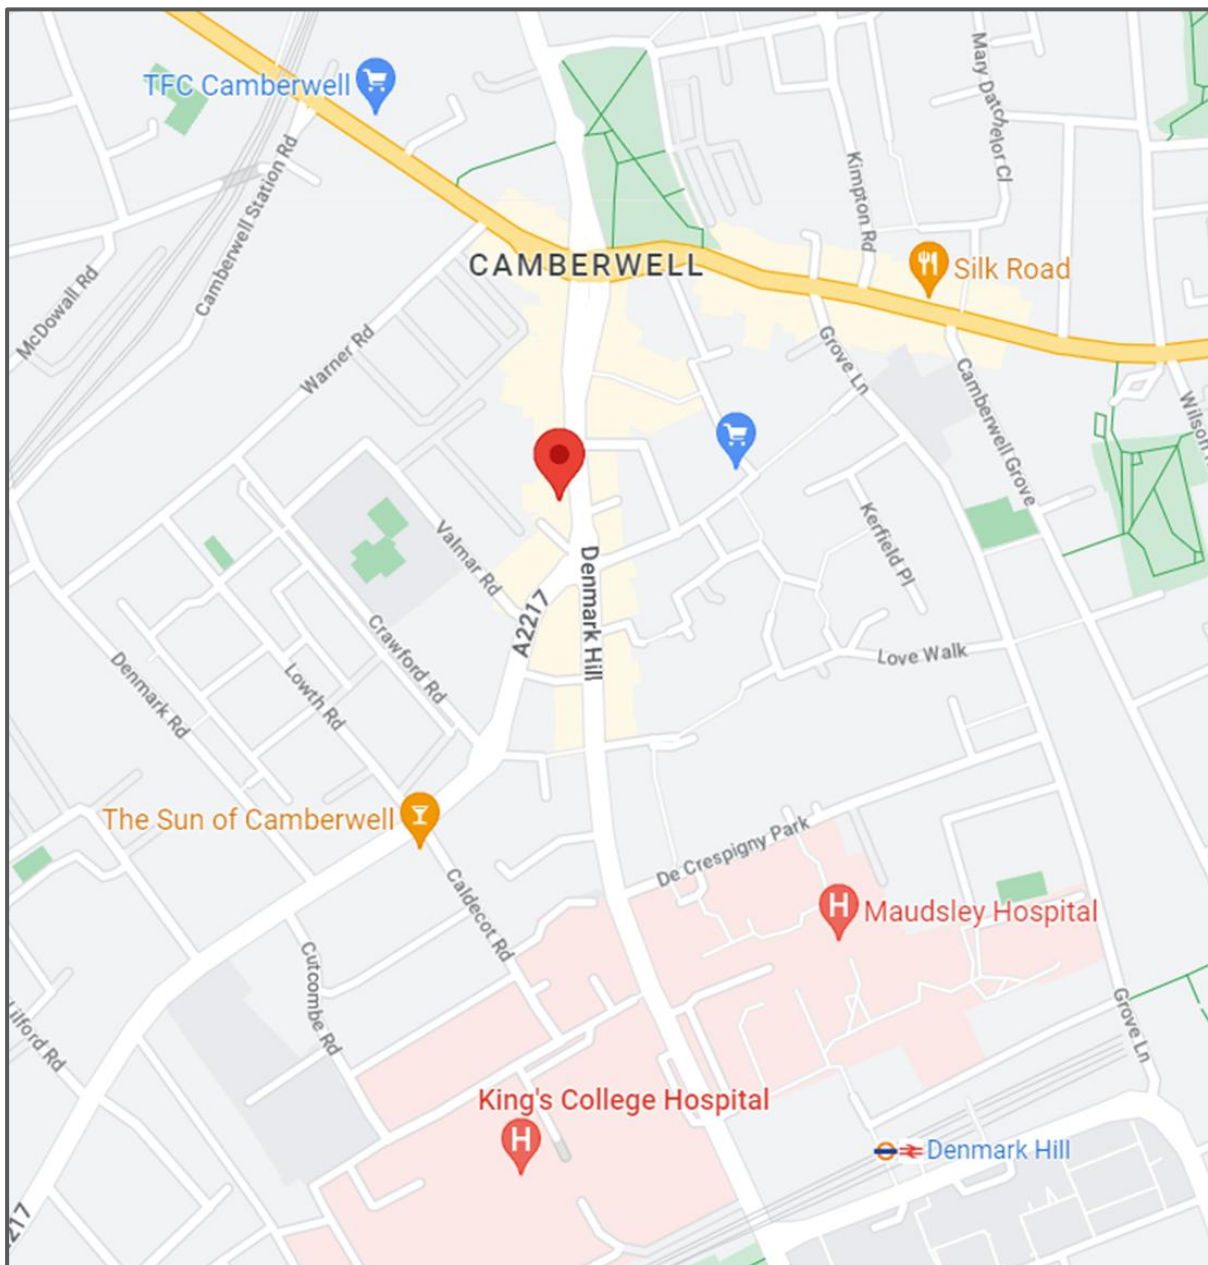 TFC Camberwell
Mary Datchelor Cl
Camberwell Station Rd
Kimpton Rd
McDowall Rd
CAMBERWELL
Silk Road
Warner Rd
Grove Ln
Camberwell Grove
Wilson
Valmar Rd
Denmark Hill
Kerfield Pl
A2217
Crawford Rd
Love Walk
Denmark Rd
Lowth Rd
The Sun of Camberwell
De Crespigny Park
Caldecot Rd
Maudsley Hospital
Cutcombe Rd
Grove Ln
King's College Hospital
H
H
Denmark Hill